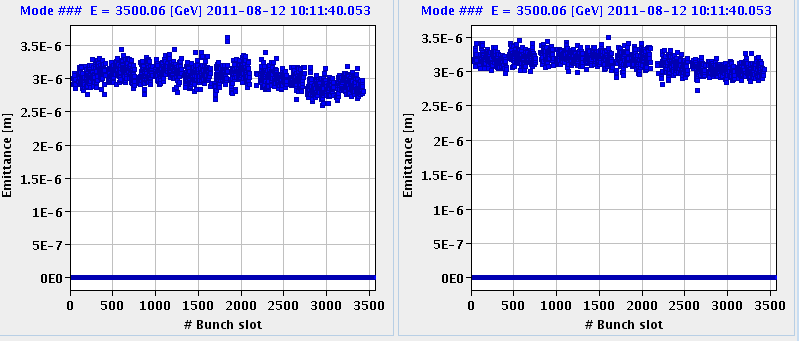 Mode ### E = 3500.06 [GeV] 2011-08-12 10:11:40.053
Emittance [m]
3.5E-6
3E-6
2.5E-6
2E-6
1.5E-6
1E-6
5E-7
0E0
0 500 1000 1500 2000 2500 3000 3500
# Bunch slot
Mode ### E = 3500.06 [GeV] 2011-08-12 10:11:40.053
Emittance [m]
3.5E-6
3E-6
2.5E-6
2E-6
1.5E-6
1E-6
5E-7
0E0
0 500 1000 1500 2000 2500 3000 3500
# Bunch slot